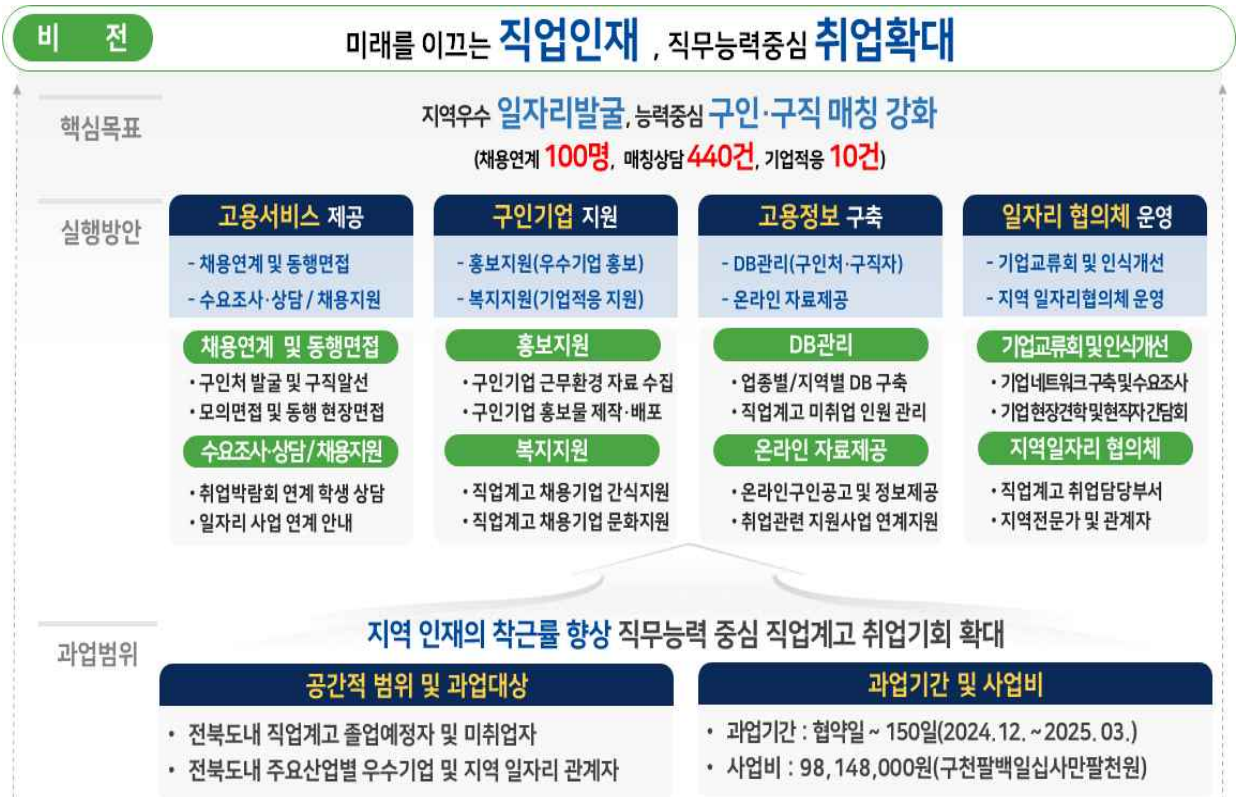 비 전
미래를 이끄는 직업인재 , 직무능력중심 취업확대
핵심목표
지역우수 일자리발굴, 능력중심 구인·구직 매칭 강화
(채용연계 100명, 매칭상담 440건, 기업적응 10건)
실행방안
고용서비스 제공
- 채용연계 및 동행면접
- 수요조사·상담 / 채용지원
채용연계 및 동행면접
• 구인처 발굴 및 구직알선
• 모의면접 및 동행 현장면접
수요조사·상담/채용지원
• 취업박람회 연계 학생 상담
• 일자리 사업 연계 안내
구인기업 지원
- 홍보지원(우수기업 홍보)
- 복지지원(기업적응 지원)
홍보지원
• 구인기업 근무환경 자료 수집
• 구인기업 홍보물 제작·배포
복지지원
• 직업계고 채용기업 간식지원
• 직업계고 채용기업 문화지원
고용정보 구축
- DB관리(구인처·구직자)
- 온라인 자료제공
DB관리
• 업종별/지역별 DB 구축
• 직업계고 미취업 인원 관리
온라인 자료제공
• 온라인구인공고 및 정보제공
• 취업관련 지원사업 연계지원
일자리 협의체 운영
- 기업교류회 및 인식개선
- 지역 일자리협의체 운영
기업교류회 및 인식개선
• 기업네트워크 구축 및 수요조사
• 기업 현장견학 및 현직자 간담회
지역일자리 협의체
• 직업계고 취업담당부서
• 지역전문가 및 관계자
과업범위
지역 인재의 착근률 향상 직무능력 중심 직업계고 취업기회 확대
공간적 범위 및 과업대상
• 전북도내 직업계고 졸업예정자 및 미취업자
• 전북도내 주요산업별 우수기업 및 지역 일자리 관계자
과업기간 및 사업비
• 과업기간 : 협약일 ~ 150일(2024.12. ~ 2025. 03.)
• 사업비 : 98,148,000원(구천팔백일십사만팔천원)